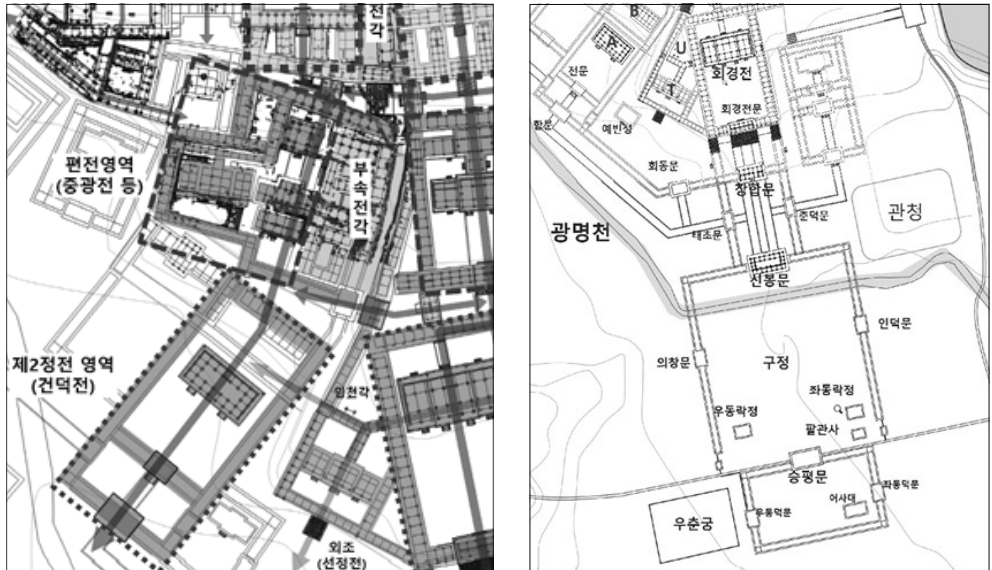 전각
편전영역
(중광전 등)
부속전각
제2정전 영역
(건덕전)
임천각
외조
(선정전)
B
A
U
T
회경전
전문
회경전문
함문
예빈성
회동문
창합문
광명천
태초문
춘덕문
관청
신봉문
인덕문
의창문
구정
좌동락정
우동락정
팔관사
승평문
좌동덕문
어사대
우동덕문
우춘궁